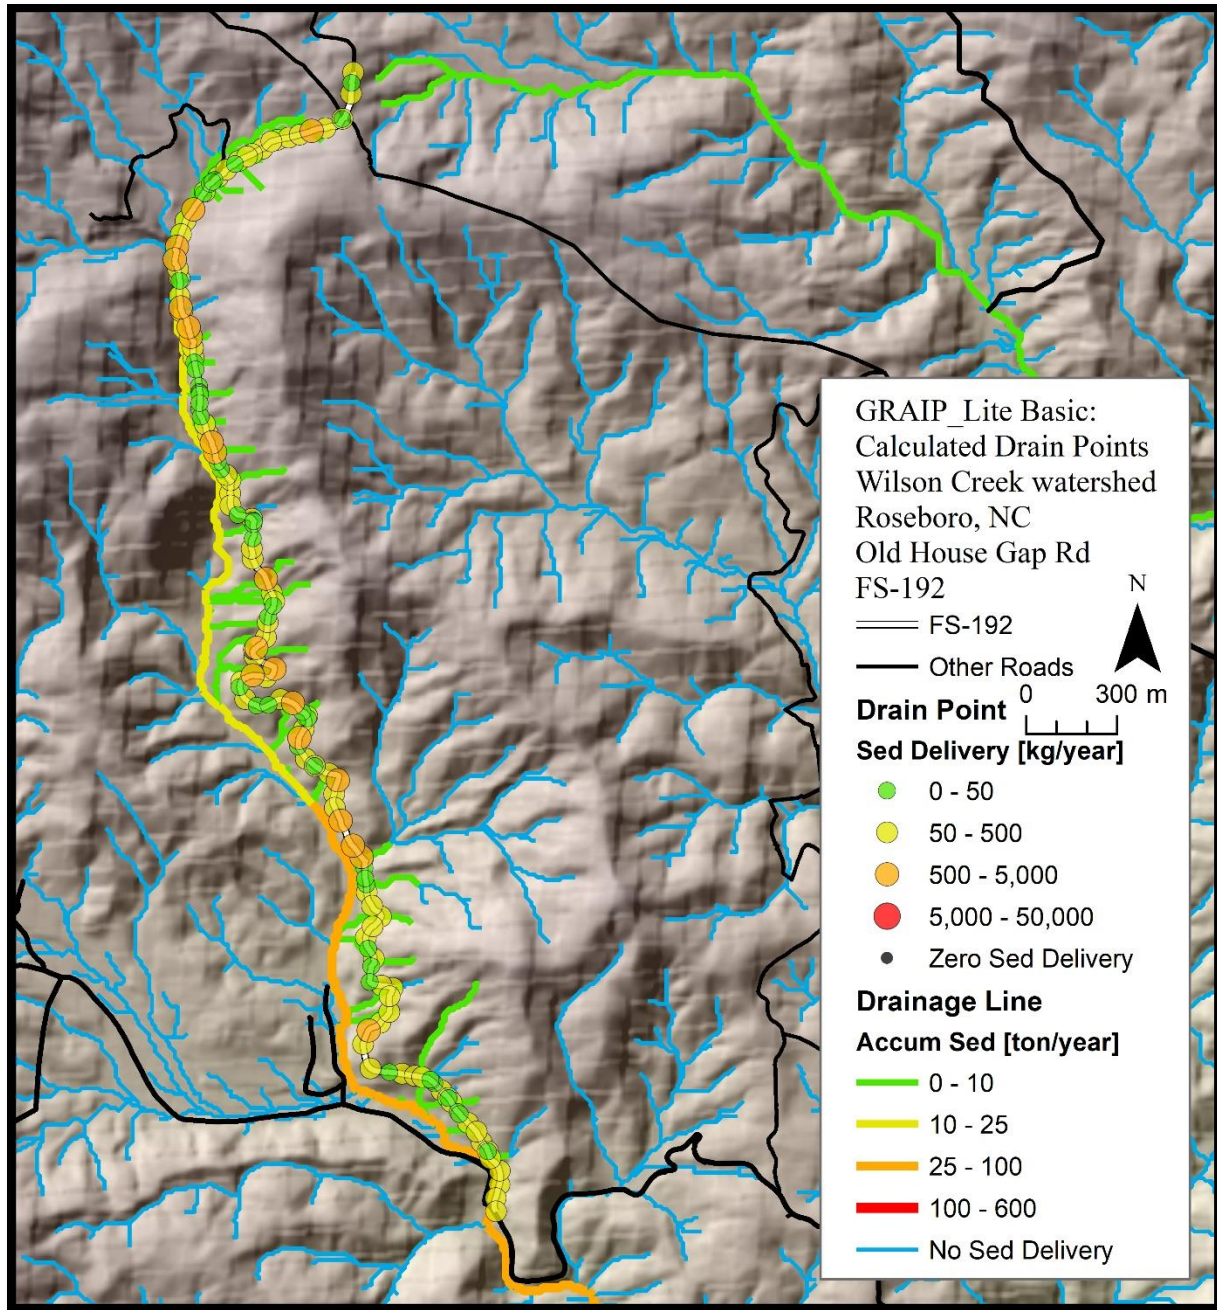 GRAIP_Lite Basic:
Calculated Drain Points
Wilson Creek watershed
Roseboro, NC
Old House Gap Rd
FS-192
N
FS-192
Other Roads
0 300 m
Drain Point
Sed Delivery [kg/year]
0 - 50
50 - 500
500 - 5,000
5,000 - 50,000
Zero Sed Delivery
Drainage Line
Accum Sed [ton/year]
0 - 10
10 - 25
25 - 100
100 - 600
No Sed Delivery